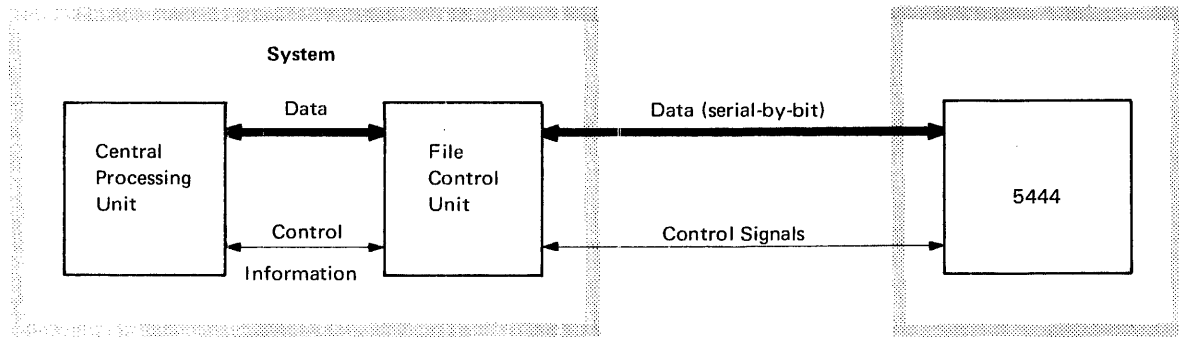 System
Data
Data (serial-by-bit)
Central
Processing
Unit
File
Control
Unit
5444
Control
Information
Control Signals